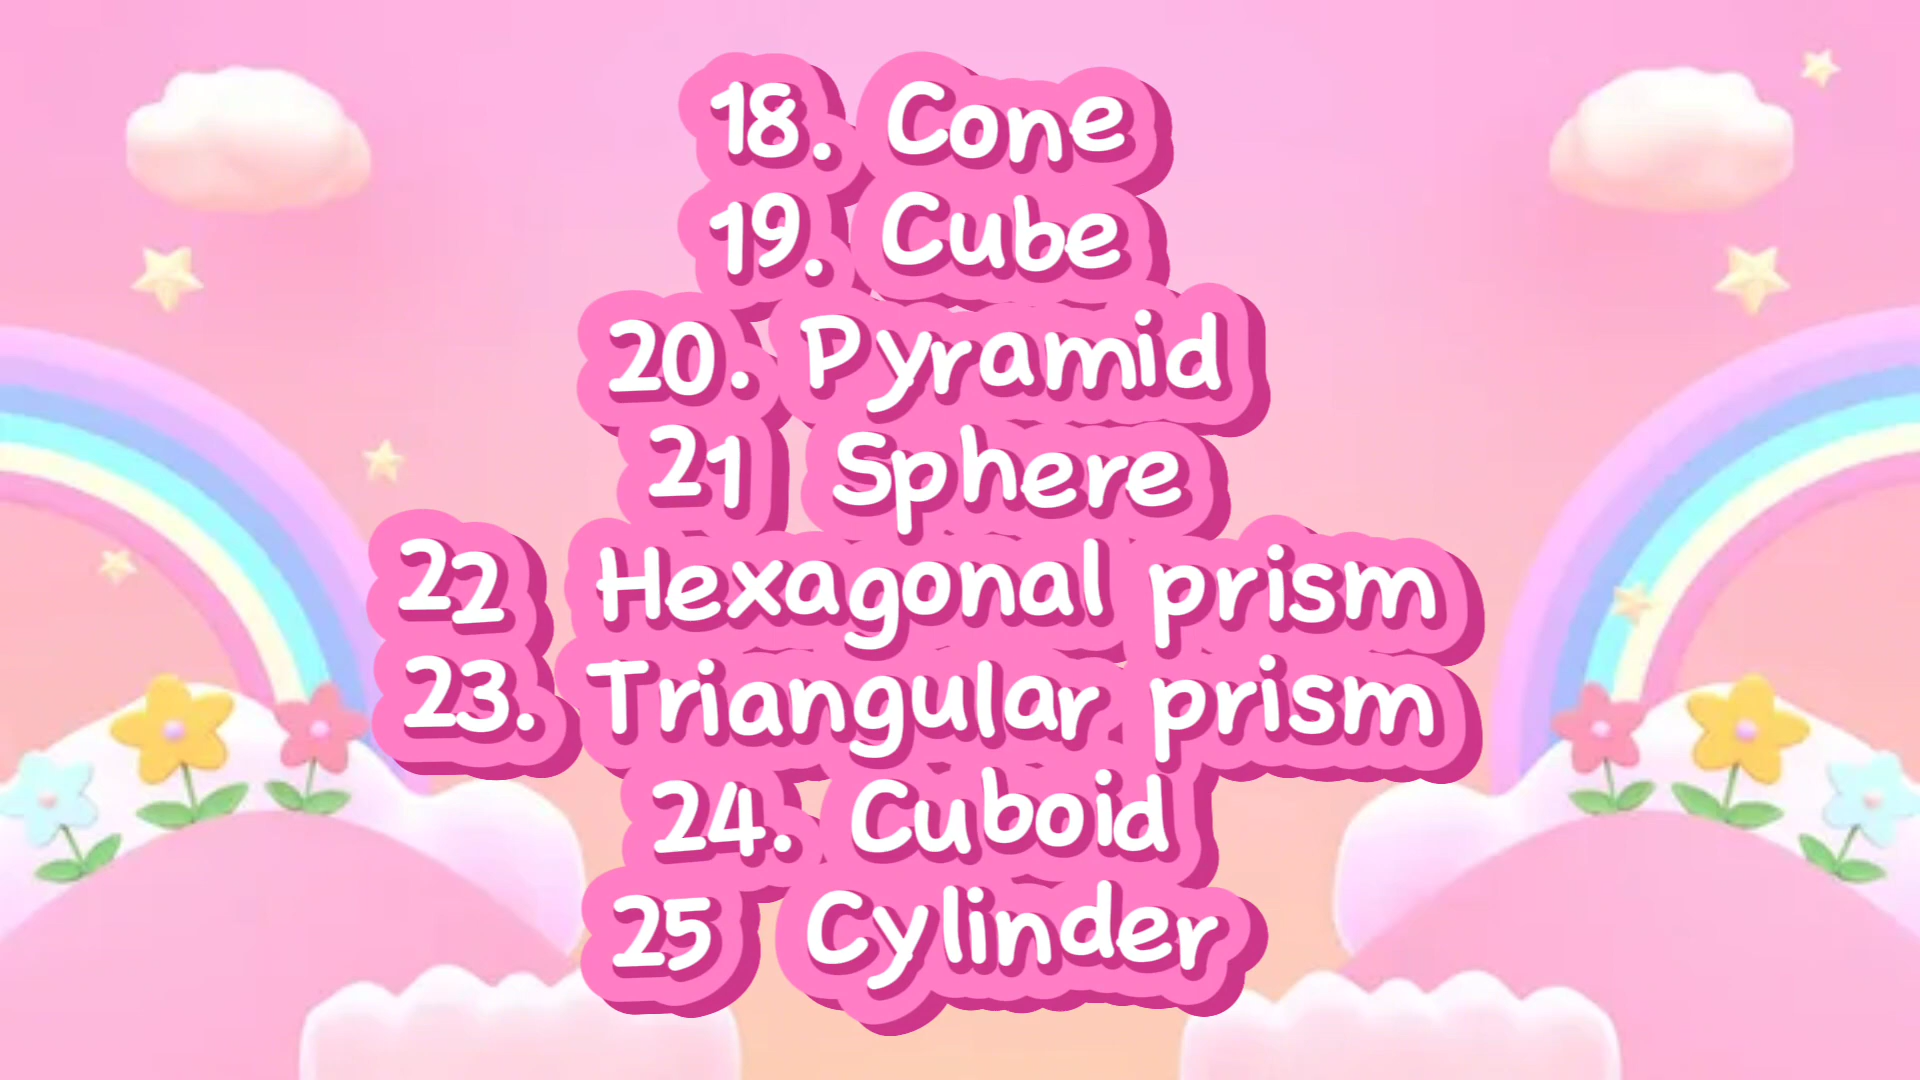 18. Cone
19. Cube
20. Pyramid
21 Sphere
22 Hexagonal prism
23. Triangular prism
24. Cuboid
25 Cylinder